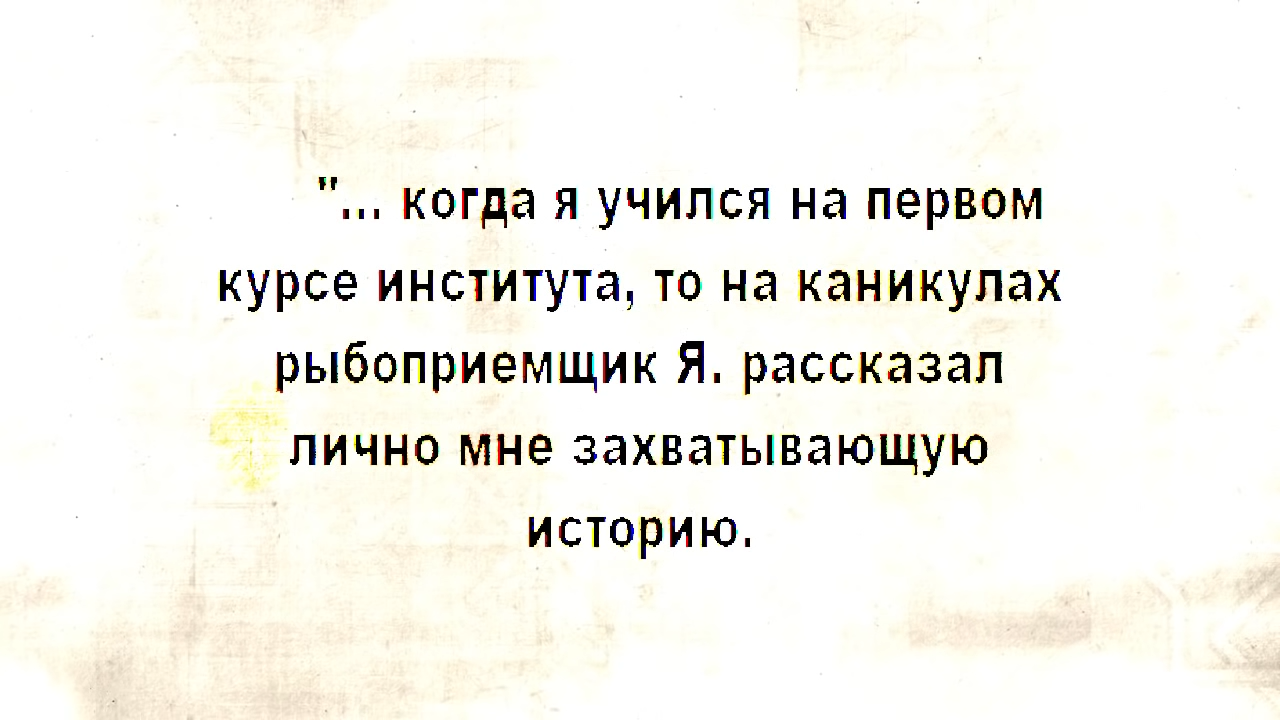 "... когда я учился на первом
курсе института, то на каникулах
рыбоприемщик Я. рассказал
лично мне захватывающую
историю.